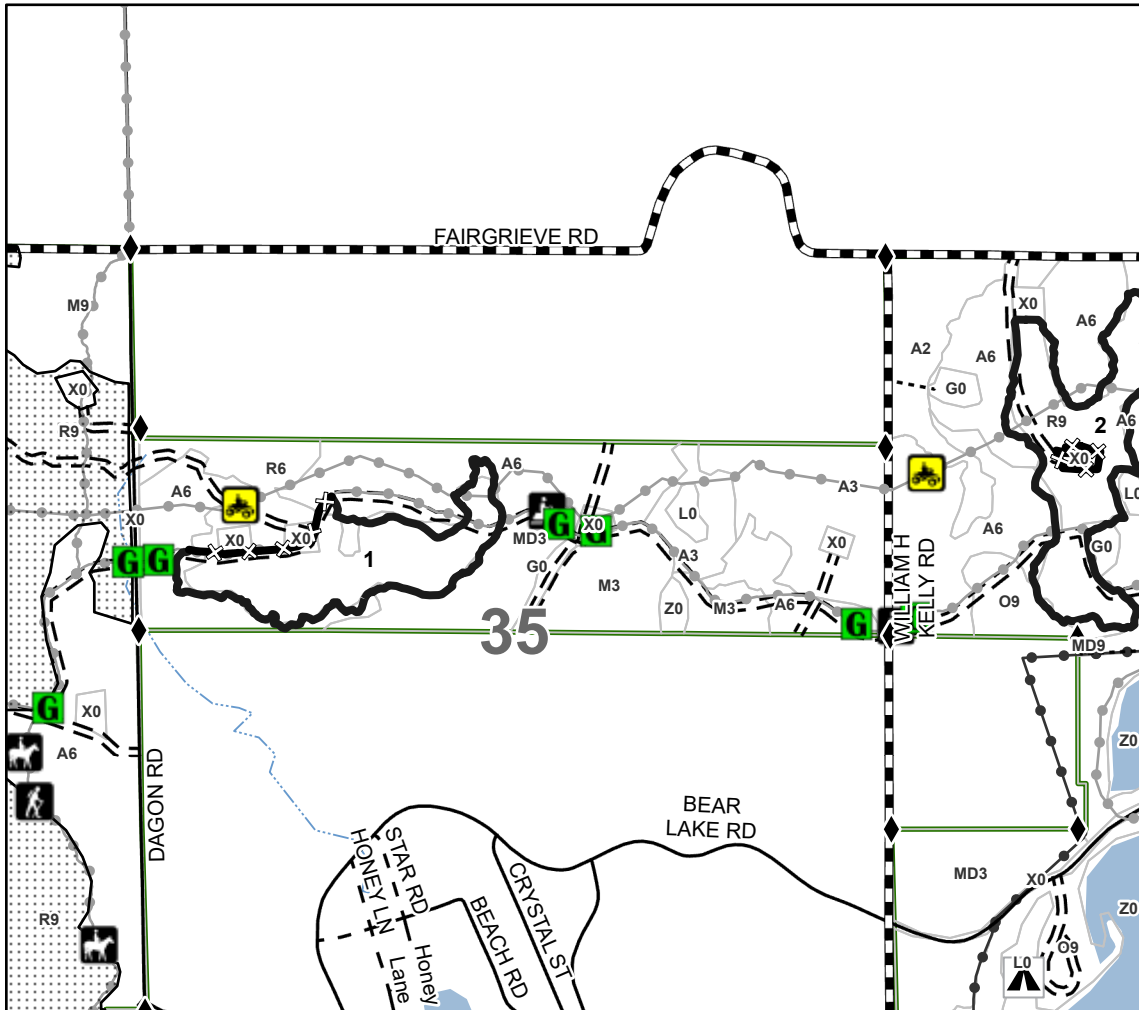 FAIRGRIEVE RD
M9
X0
A6
A2
A6
G0
X0
R9
2
A6
R9
X0
R6
A6
A6
A3
X0
L0
X0
L0
X0
X0
G
X0
MD3
X0
A6
G0
1
G
G
G
G0
A3
M3
Z0
M3
A6
G
O9
WILLIAM H
KELLY RD
35
MD9
G
X0
A6
Z0
DAGON RD
BEAR
LAKE RD
HONEY LN
STAR RD
CRYSTAL ST
BEACH RD
MD3
X0
Z0
R9
Honey
Lane
O9
L0